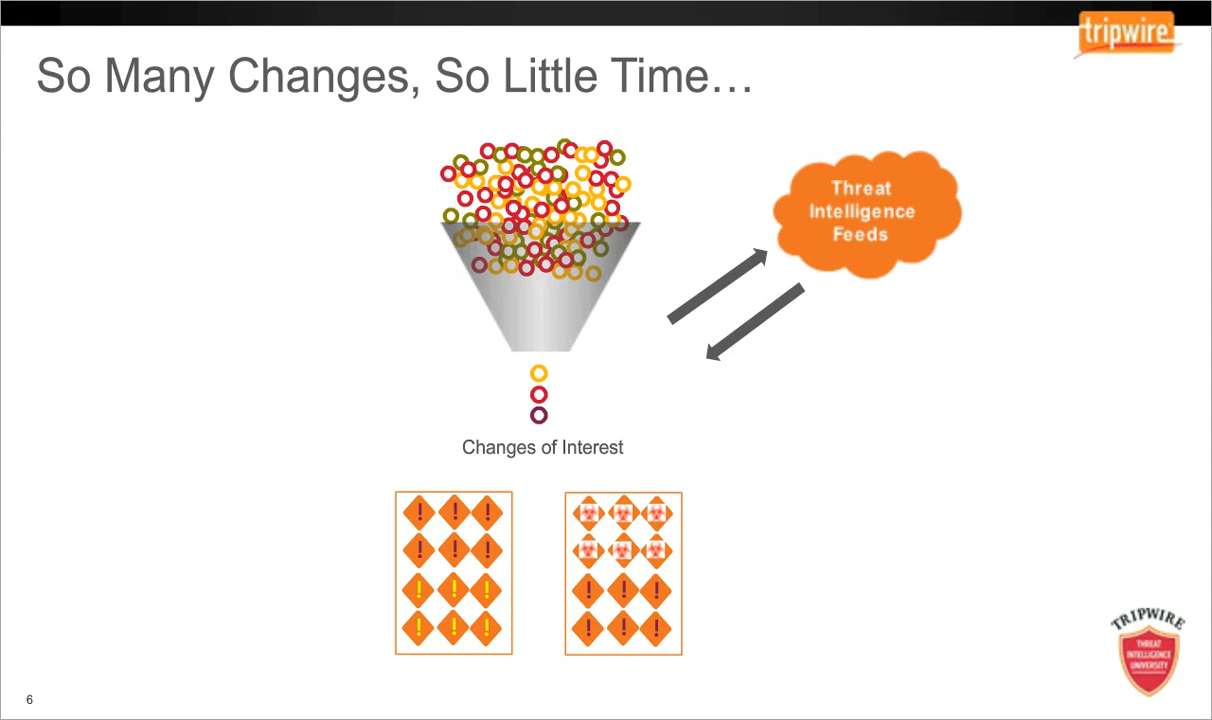 tripwire
So Many Changes, So Little Time…
Threat
Intelligence
Feeds
Changes of Interest
! ! !
! ! !
! ! !
! ! !
! ! !
! ! !
TRIPWIRE
THREAT
INTELLIGENCE
UNIVERSITY
6